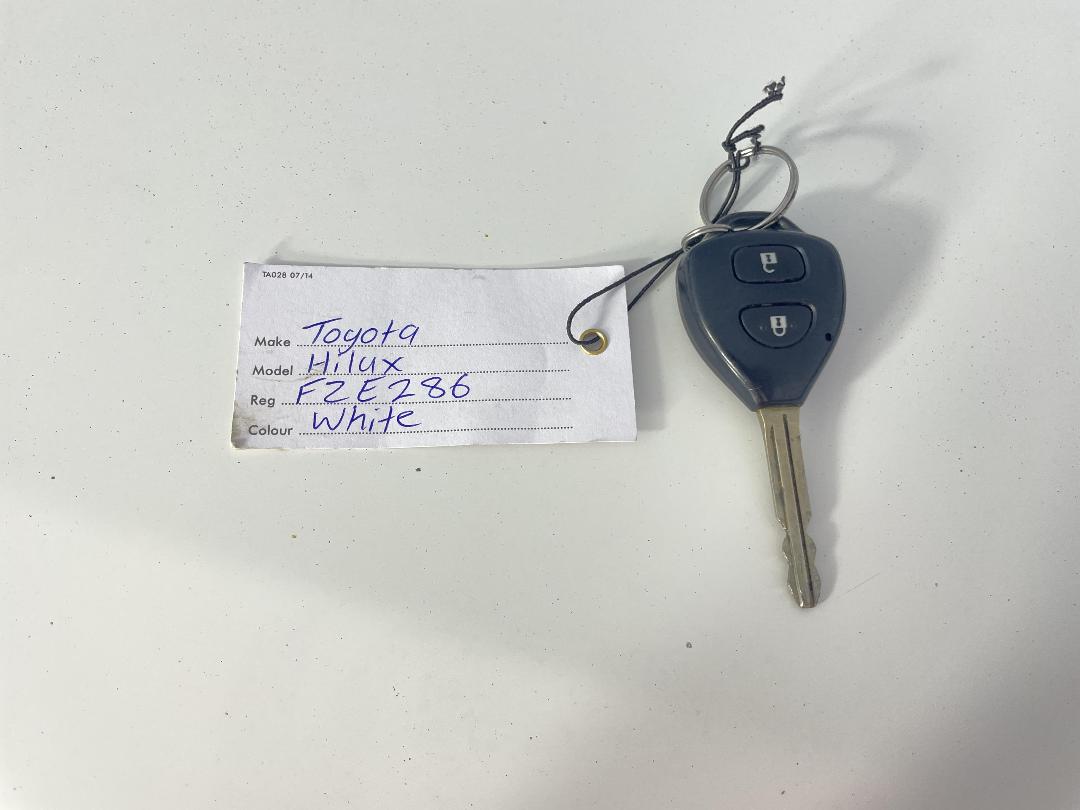 TA028 07/14
Make Toyota
Model Hilux
Reg FZE286
Colour White